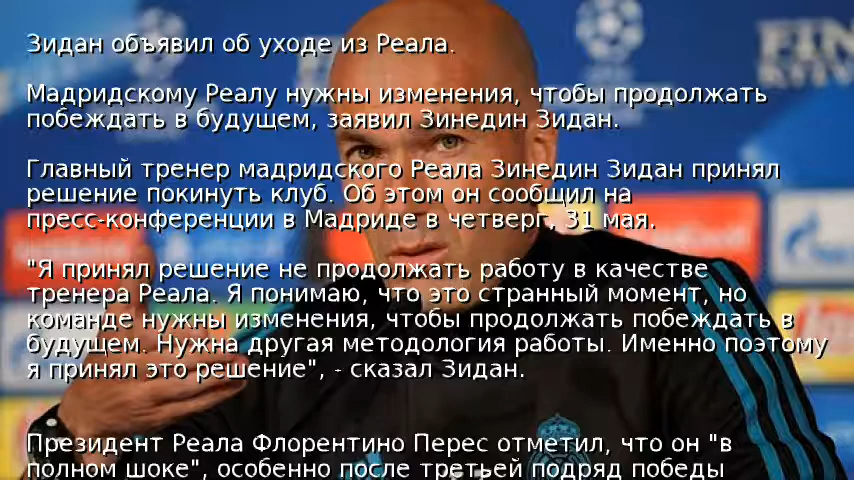 Зидан объявил об уходе из Реала.
Мадридскому Реалу нужны изменения, чтобы продолжать
побеждать в будущем, заявил Зинедин Зидан.
Главный тренер мадридского Реала Зинедин Зидан принял
решение покинуть клуб. Об этом он сообщил на
пресс-конференции в Мадриде в четверг, 31 мая.
"Я принял решение не продолжать работу в качестве
тренера Реала. Я понимаю, что это странный момент, но
команде нужны изменения, чтобы продолжать побеждать в
будущем. Нужна другая методология работы. Именно поэтому
я принял это решение", - сказал Зидан.
Президент Реала Флорентино Перес отметил, что он "в
полном шоке", особенно после третьей подряд победы